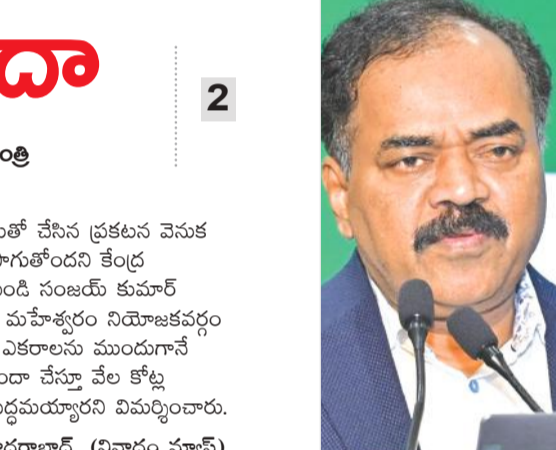 దా
2
ంత్రి
తో చేసిన ప్రకటన వెనుక
ాగుతోందని కేంద్ర
ండి సంజయ్ కుమార్
మహేశ్వరం నియోజకవర్గం
ఎకరాలను ముందుగానే
ందా చేస్తూ వేల కోట్ల
ద్ధమయ్యారని విమర్శించారు.